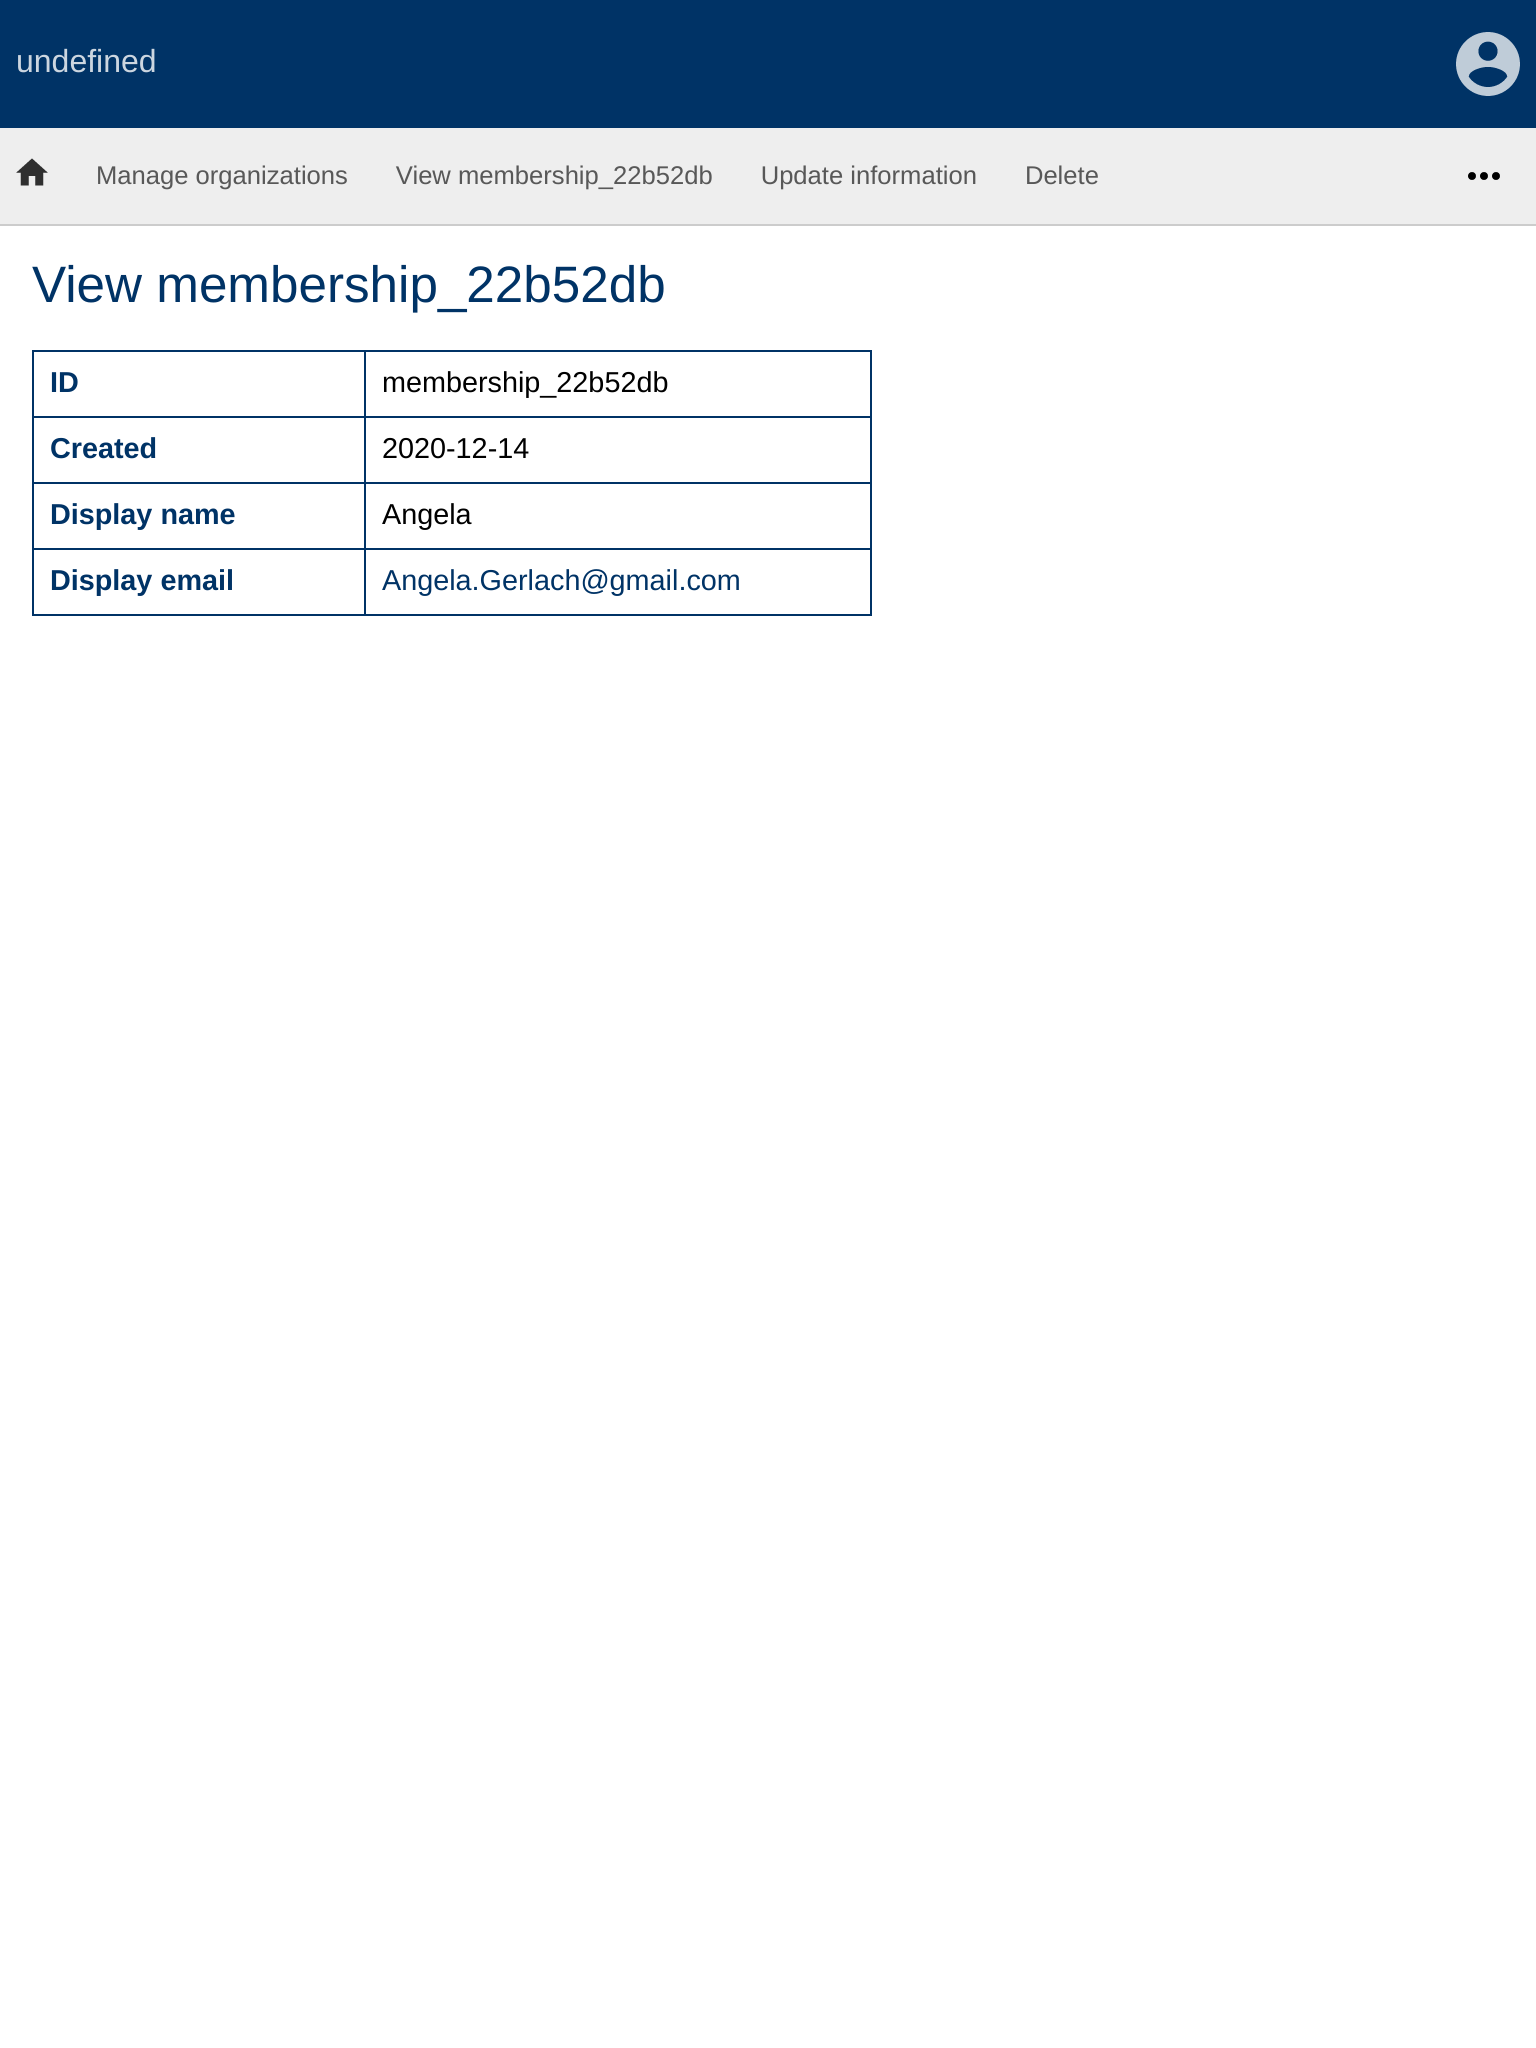 undefined
Manage organizations View membership_22b52db Update information Delete
View membership_22b52db
ID membership_22b52db
Created 2020-12-14
Display name Angela
Display email Angela.Gerlach@gmail.com